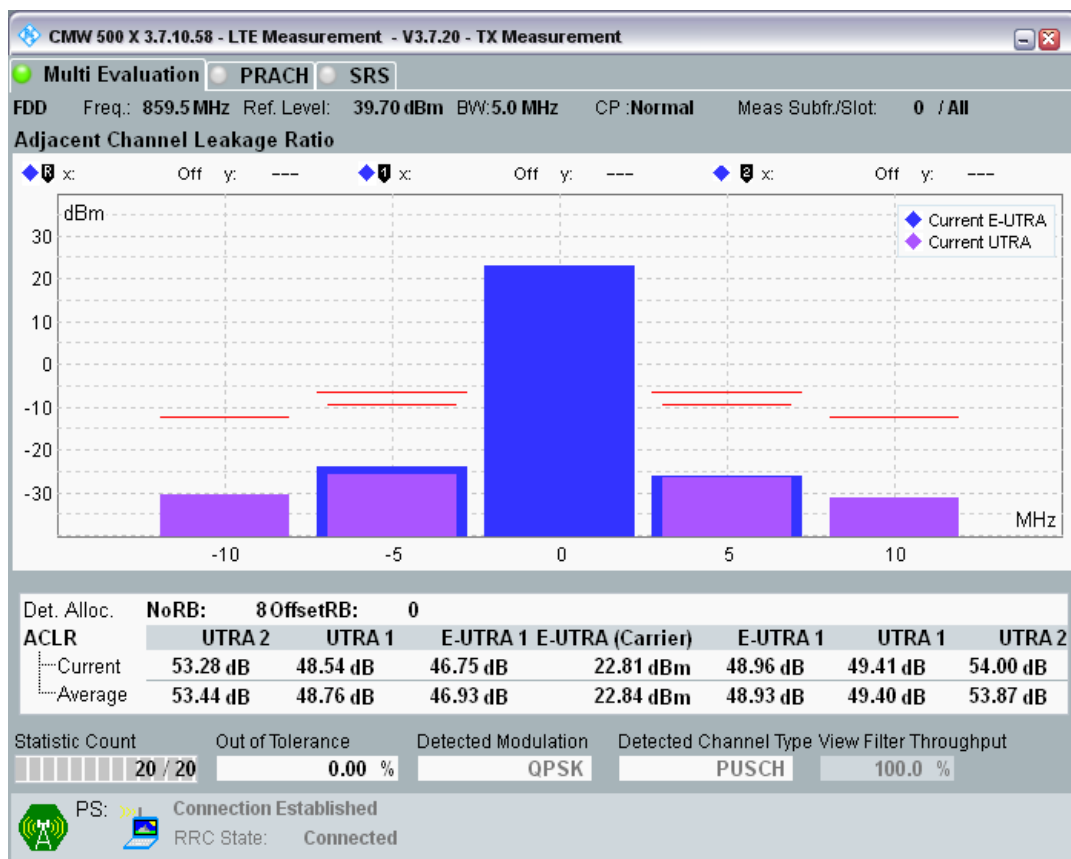 CMW 500 X 3.7.10.58 - LTE Measurement - V3.7.20 - TX Measurement
Multi Evaluation PRACH SRS
FDD Freq.: 859.5 MHz Ref. Level: 39.70 dBm BW:5.0 MHz CP :Normal Meas Subfr./Slot: 0 / All
Adjacent Channel Leakage Ratio
R x: Off y: --- 1 x: Off y: --- 2 x: Off y: ---
dBm
Current E-UTRA
Current UTRA
30
20
10
0
-10
-20
-30
MHz
-10 -5 0 5 10
Det. Alloc. NoRB: 8 OffsetRB: 0
ACLR UTRA 2 UTRA 1 E-UTRA 1 E-UTRA (Carrier) E-UTRA 1 UTRA 1 UTRA 2
Current 53.28 dB 48.54 dB 46.75 dB 22.81 dBm 48.96 dB 49.41 dB 54.00 dB
Average 53.44 dB 48.76 dB 46.93 dB 22.84 dBm 48.93 dB 49.40 dB 53.87 dB
Statistic Count Out of Tolerance Detected Modulation Detected Channel Type View Filter Throughput
20 / 20 0.00 % QPSK PUSCH 100.0 %
PS: Connection Established
RRC State: Connected